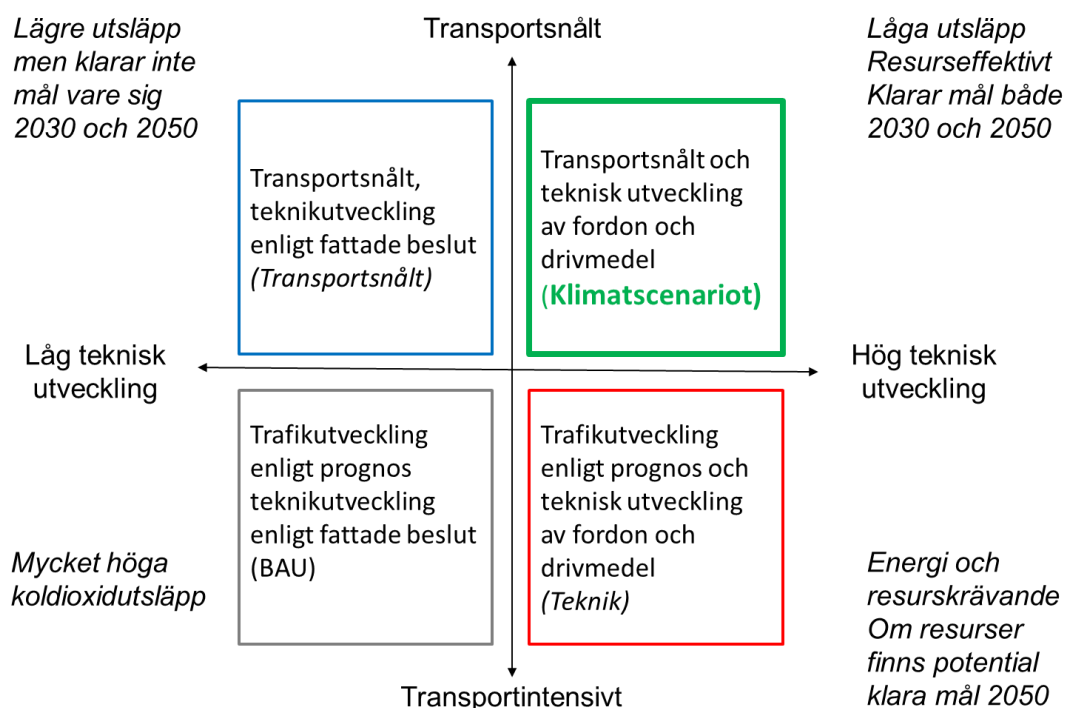 Lägre utsläpp
men klarar inte
mål vare sig
2030 och 2050
Transportsnålt
Låga utsläpp
Resurseffektivt
Klarar mål både
2030 och 2050
Transportsnålt,
teknikutveckling
enligt fattade beslut
(Transportsnålt)
Transportsnålt och
teknisk utveckling
av fordon och
drivmedel
(Klimatscenariot)
Låg teknisk
utveckling
Hög teknisk
utveckling
Trafikutveckling
enligt prognos
teknikutveckling
enligt fattade beslut
(BAU)
Trafikutveckling
enligt prognos och
teknisk utveckling
av fordon och
drivmedel
(Teknik)
Mycket höga
koldioxidutsläpp
Energi och
resurskrävande
Om resurser
finns potential
klara mål 2050
Transportintensivt